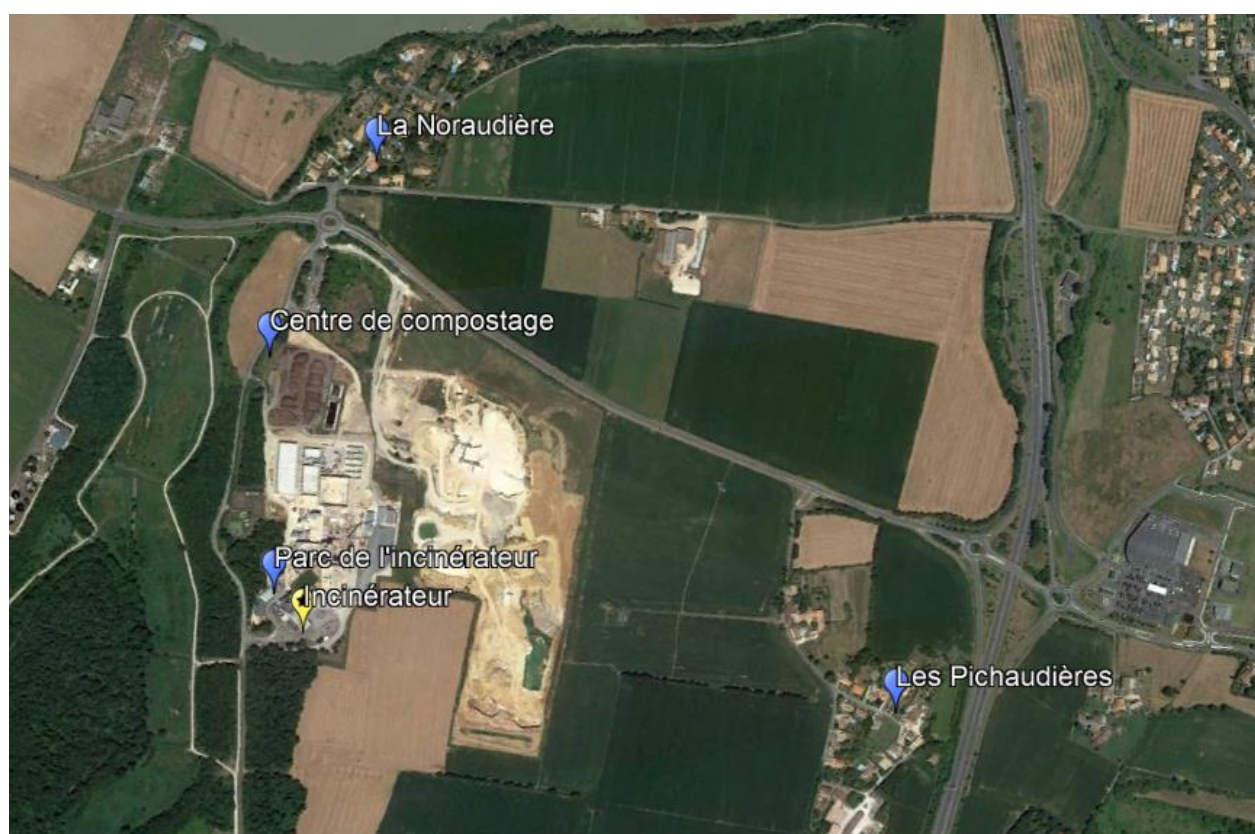 La Noraudière
Centre de compostage
Parc de l'incinérateur
Incinérateur
Les Pichaudières